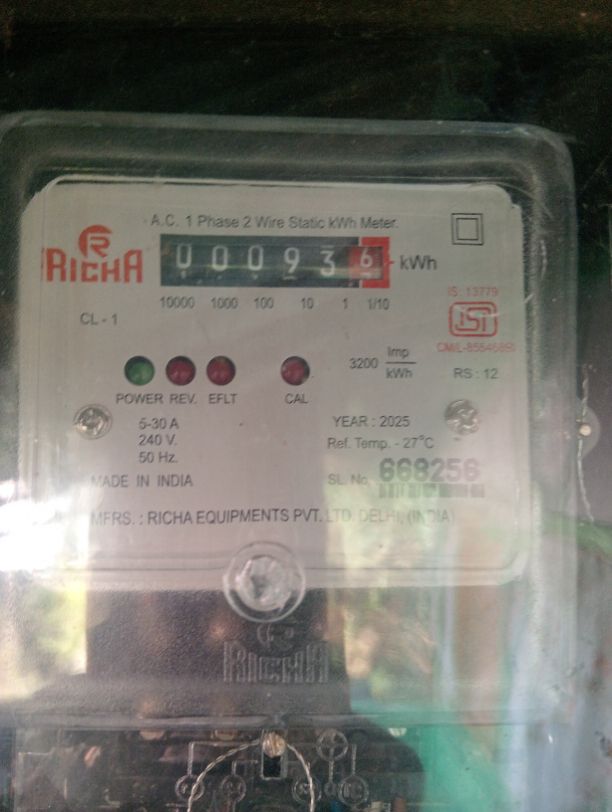 A.C. 1 Phase 2 Wire Static kWh Meter.
R
RICHA
000936 kWh
10000 1000 100 10 1 1/10
IS: 13779
ISI
CL - 1
3200 Imp/kWh
RS : 12
POWER REV. EFLT CAL
5-30 A
240 V.
50 Hz.
YEAR : 2025
Ref. Temp. - 27°C
MADE IN INDIA
SL. No. 668256
MFRS. : RICHA EQUIPMENTS PVT. LTD. DELHI, (INDIA)
R
RICHA